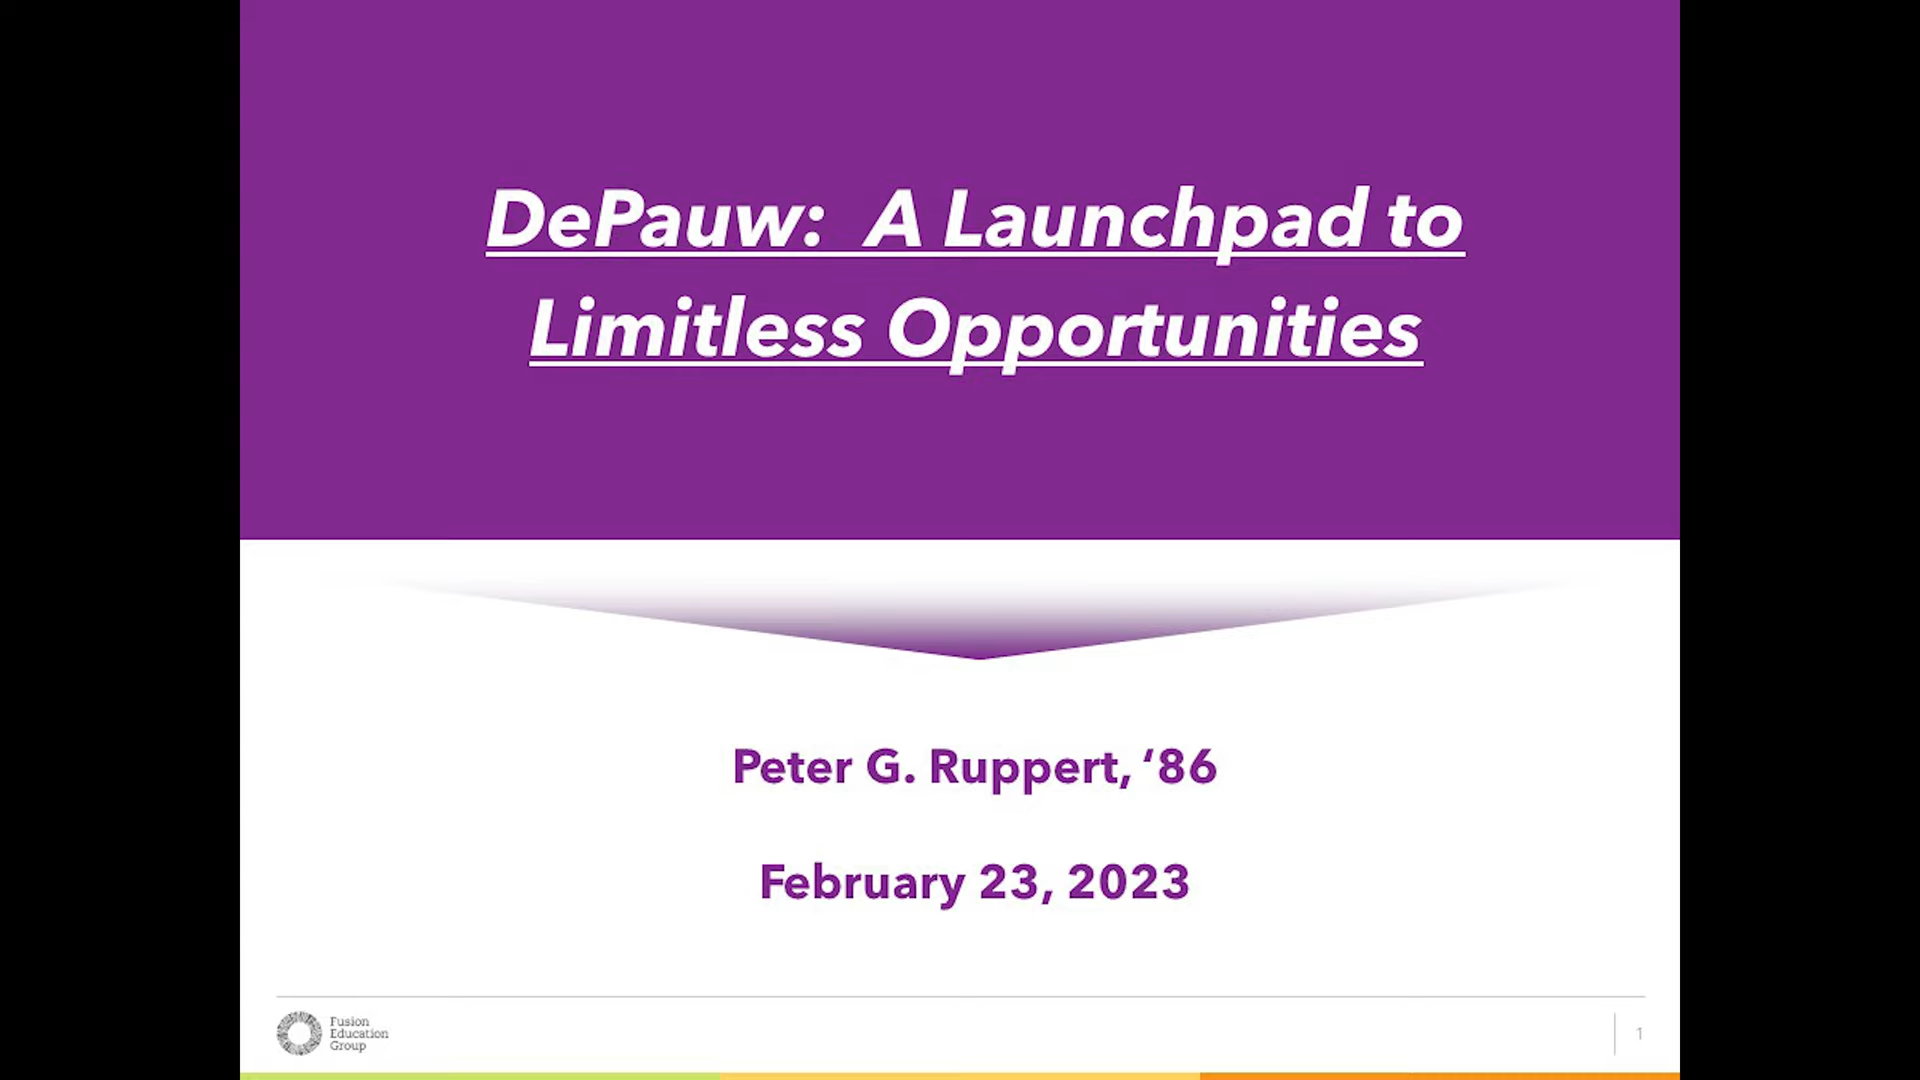 DePauw:  A Launchpad to
Limitless Opportunities
Peter G. Ruppert, ‘86
February 23, 2023
Fusion
Education
Group
1